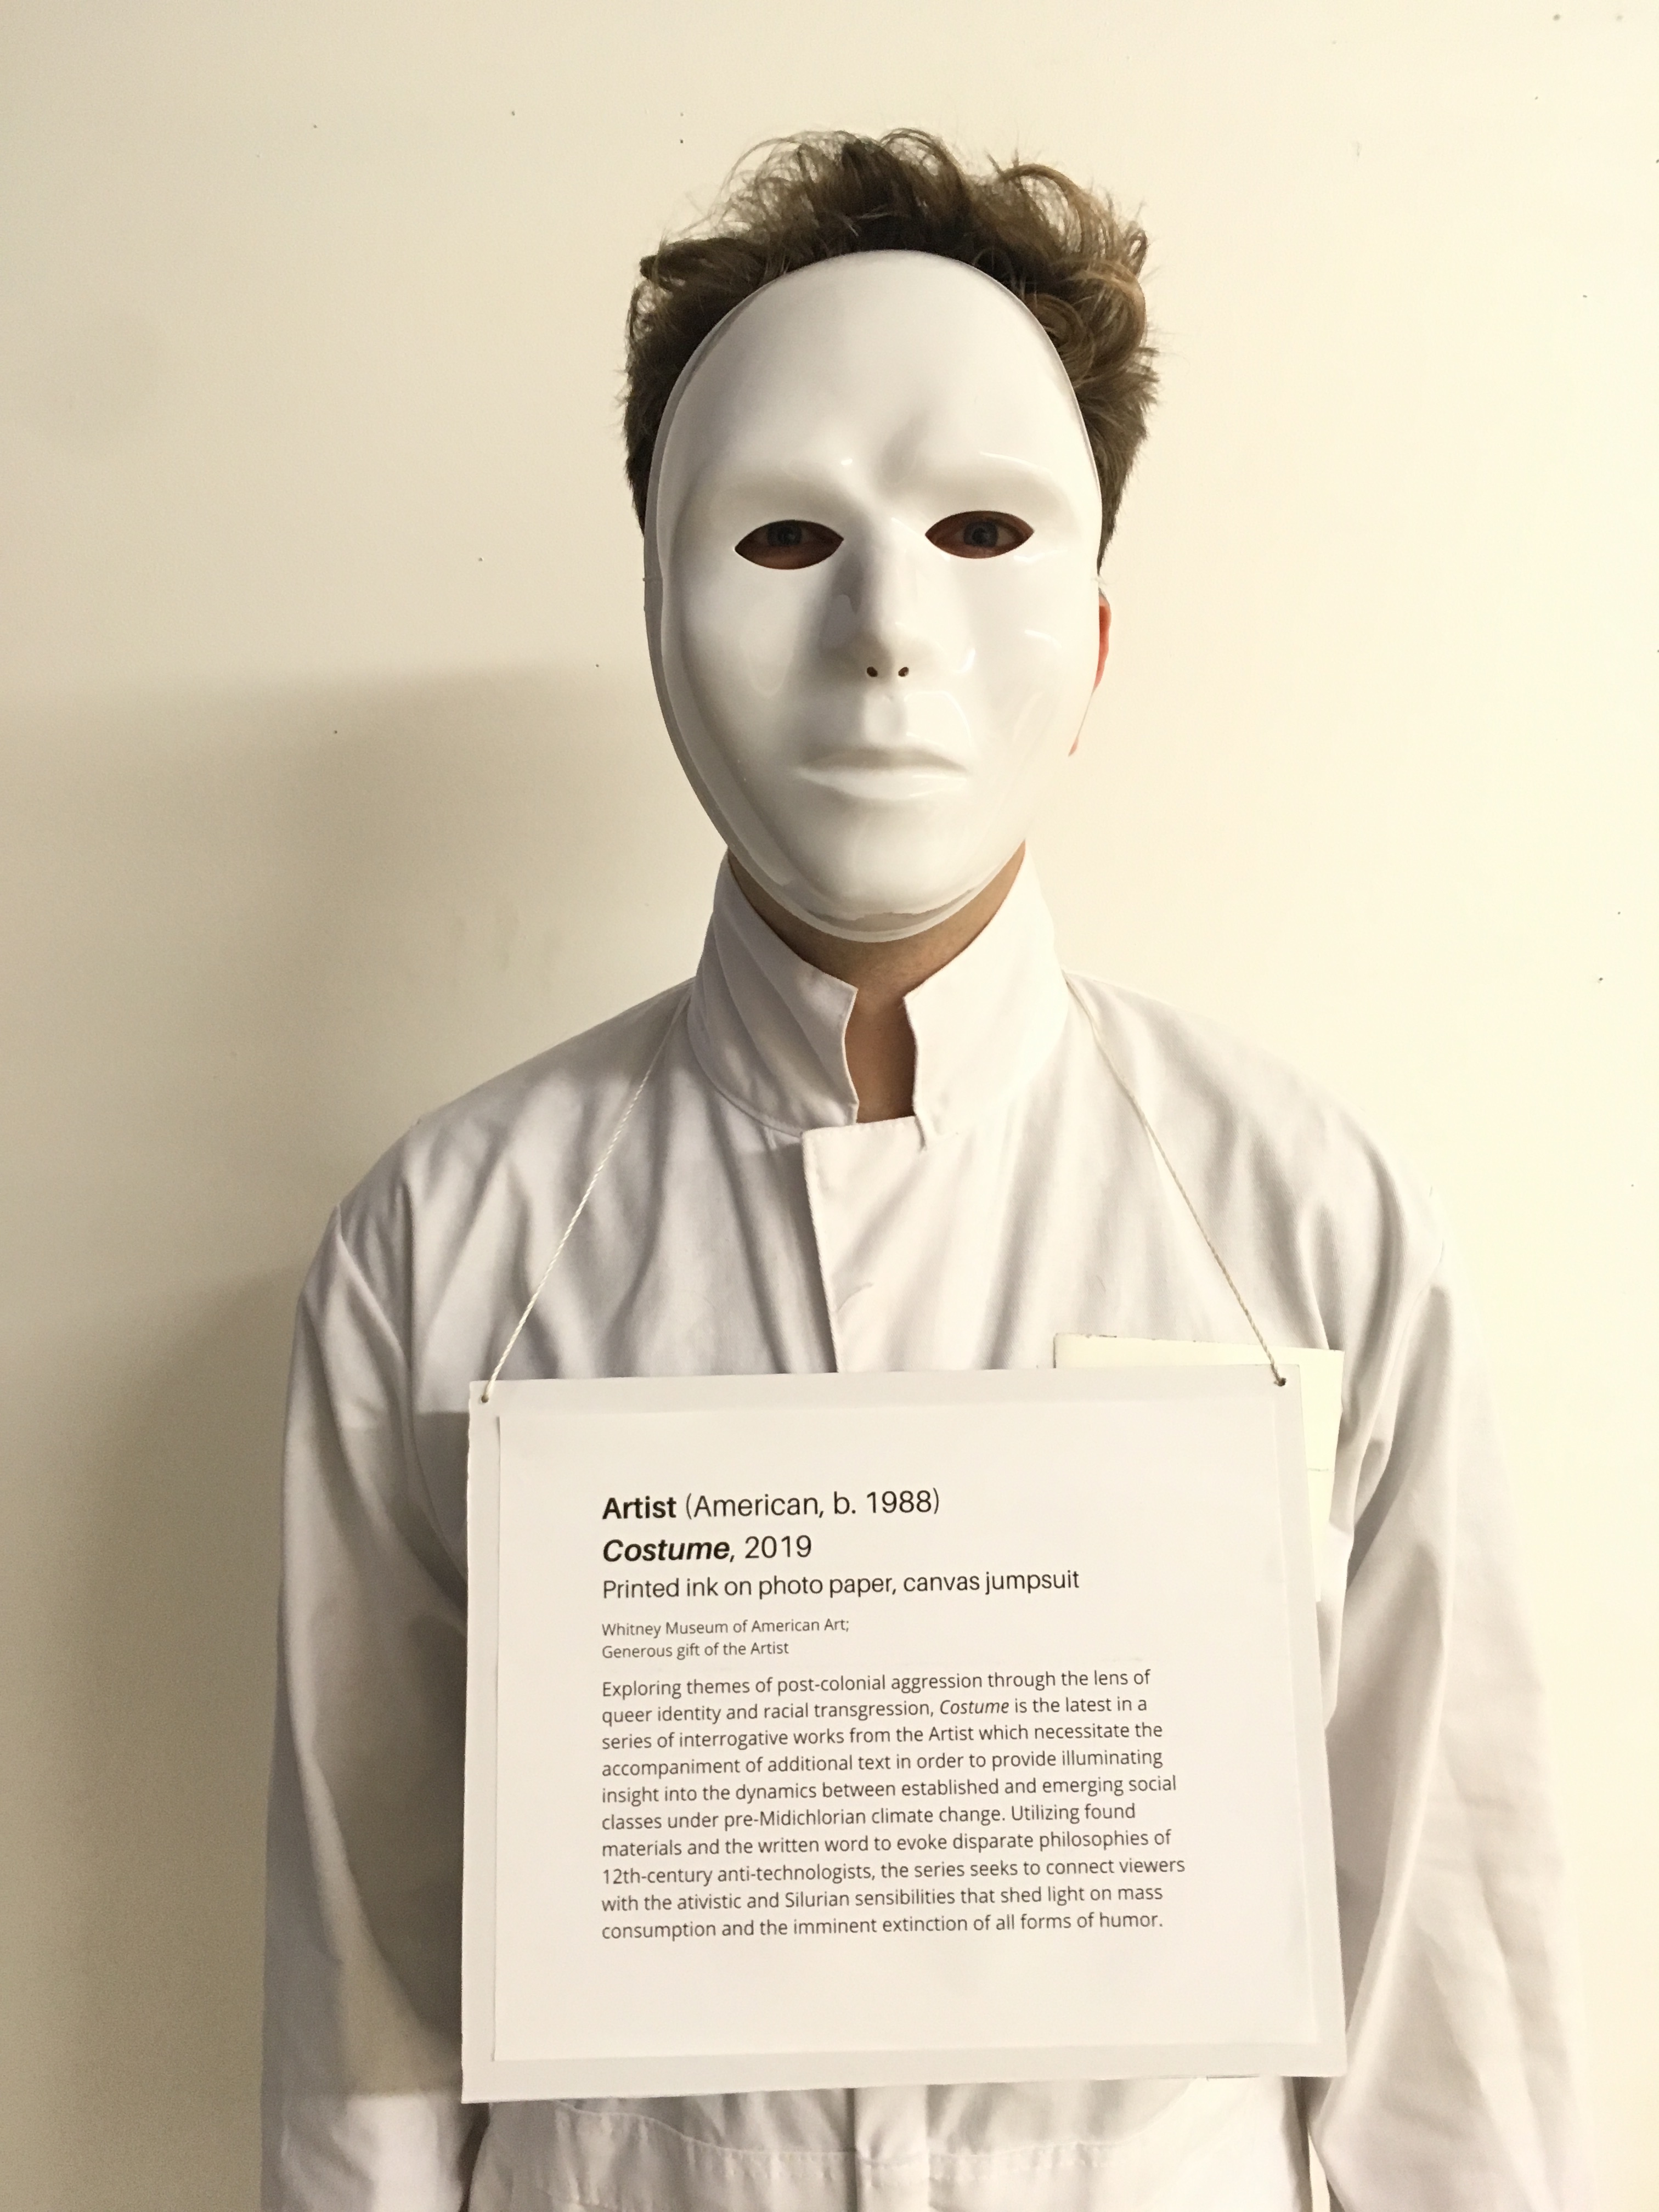 Artist (American, b. 1988)
Costume, 2019
Printed ink on photo paper, canvas jumpsuit
Whitney Museum of American Art;
Generous gift of the Artist
Exploring themes of post-colonial aggression through the lens of
queer identity and racial transgression, Costume is the latest in a
series of interrogative works from the Artist which necessitate the
accompaniment of additional text in order to provide illuminating
insight into the dynamics between established and emerging social
classes under pre-Midichlorian climate change. Utilizing found
materials and the written word to evoke disparate philosophies of
12th-century anti-technologists, the series seeks to connect viewers
with the ativistic and Silurian sensibilities that shed light on mass
consumption and the imminent extinction of all forms of humor.